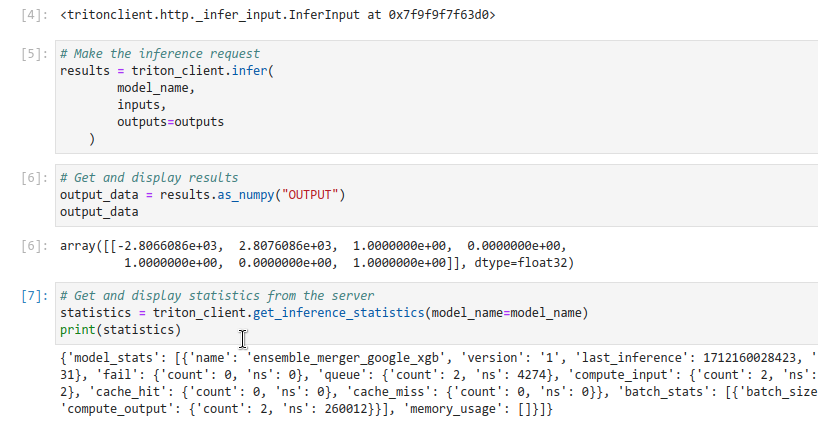 [4]: <tritonclient.http._infer_input.InferInput at 0x7f9f9f7f63d0>
[5]: # Make the inference request
results = triton_client.infer(
        model_name,
        inputs,
        outputs=outputs
    )
[6]: # Get and display results
output_data = results.as_numpy("OUTPUT")
output_data
[6]: array([[-2.8066086e+03,  2.8076086e+03,  1.0000000e+00,  0.0000000e+00,
         1.0000000e+00,  0.0000000e+00,  1.0000000e+00]], dtype=float32)
[7]: # Get and display statistics from the server
statistics = triton_client.get_inference_statistics(model_name=model_name)
print(statistics)
{'model_stats': [{'name': 'ensemble_merger_google_xgb', 'version': '1', 'last_inference': 1712160028423, '
31}, 'fail': {'count': 0, 'ns': 0}, 'queue': {'count': 2, 'ns': 4274}, 'compute_input': {'count': 2, 'ns':
2}, 'cache_hit': {'count': 0, 'ns': 0}, 'cache_miss': {'count': 0, 'ns': 0}}, 'batch_stats': [{'batch_size
'compute_output': {'count': 2, 'ns': 260012}}], 'memory_usage': []}]}